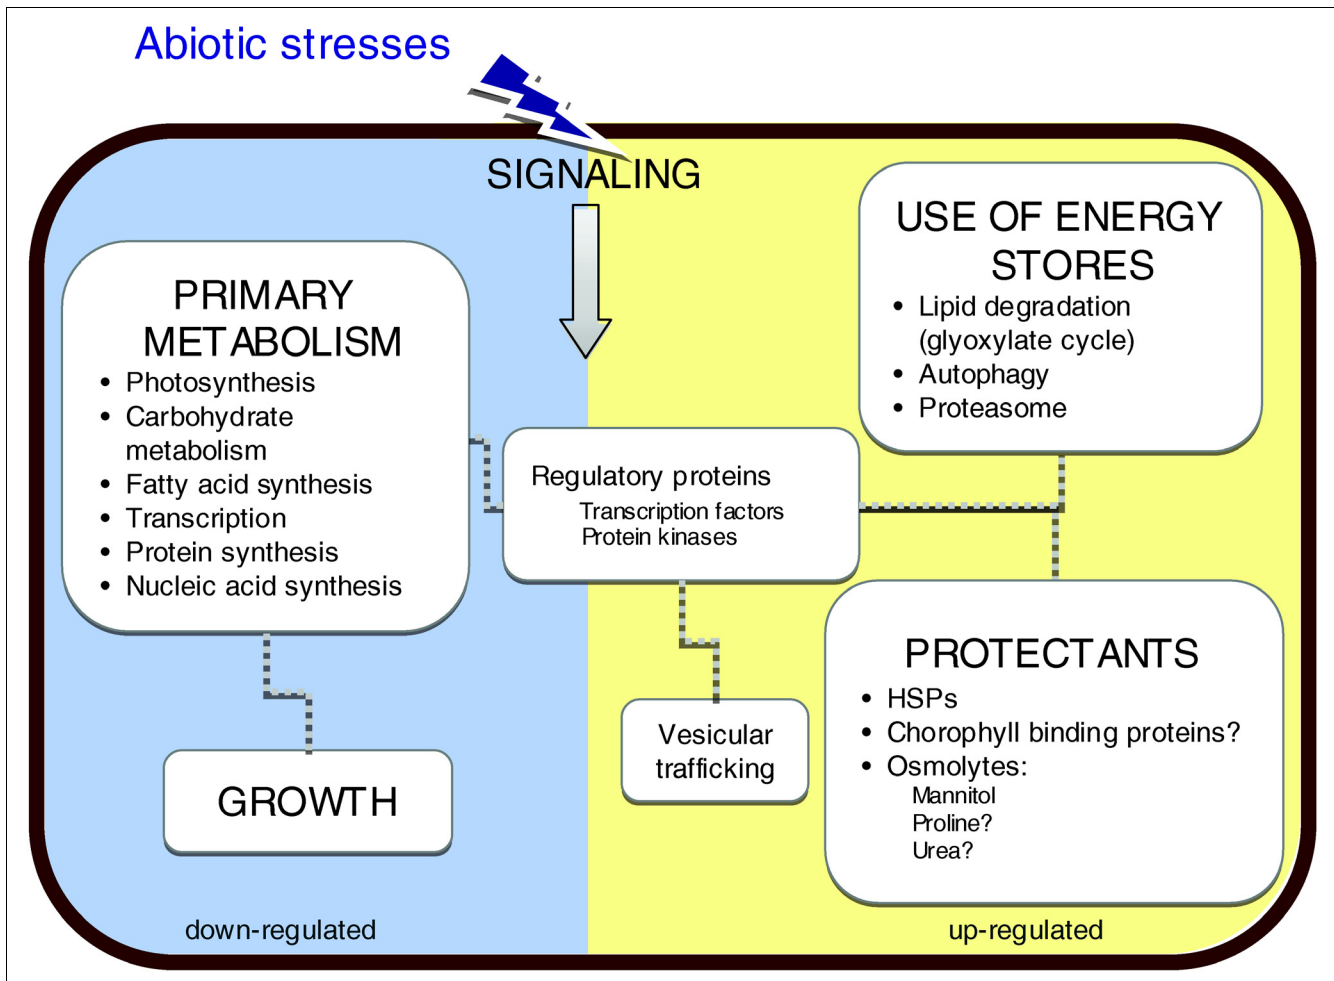 Abiotic stresses
SIGNALING
PRIMARY
METABOLISM
• Photosynthesis
• Carbohydrate
metabolism
• Fatty acid synthesis
• Transcription
• Protein synthesis
• Nucleic acid synthesis
GROWTH
down-regulated
Regulatory proteins
Transcription factors
Protein kinases
Vesicular
trafficking
USE OF ENERGY
STORES
• Lipid degradation
(glyoxylate cycle)
• Autophagy
• Proteasome
PROTECTANTS
• HSPs
• Chorophyll binding proteins?
• Osmolytes:
Mannitol
Proline?
Urea?
up-regulated